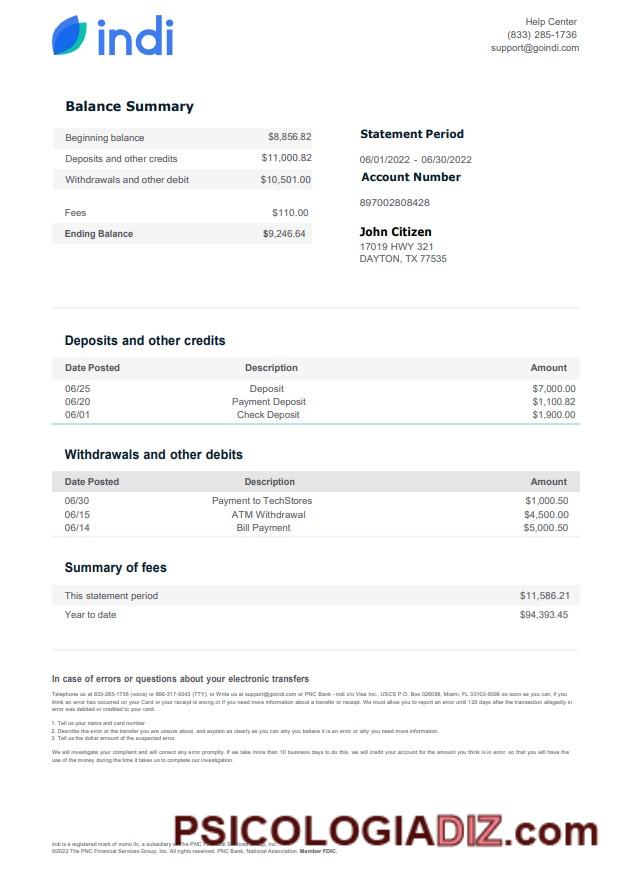 indi
Help Center
(833) 285-1736
support@goindi.com
Balance Summary
Beginning balance $8,856.82
Deposits and other credits $11,000.82
Withdrawals and other debit $10,501.00
Fees $110.00
Ending Balance $9,246.64
Statement Period
06/01/2022 - 06/30/2022
Account Number
897002808428
John Citizen
17019 HWY 321
DAYTON, TX 77535
Deposits and other credits
Date Posted Description Amount
06/25 Deposit $7,000.00
06/20 Payment Deposit $1,100.82
06/01 Check Deposit $1,900.00
Withdrawals and other debits
Date Posted Description Amount
06/30 Payment to TechStores $1,000.50
06/15 ATM Withdrawal $4,500.00
06/14 Bill Payment $5,000.50
Summary of fees
This statement period $11,586.21
Year to date $94,393.45
In case of errors or questions about your electronic transfers
Telephone us at 833-285-1736 (voice) or 866-317-9343 (TTY), or Write us at support@goindi.com or PNC Bank - indi c/o Visa Inc., USCS P.O. Box 026098, Miami, FL 33102-6098 as soon as you can, if you
think an error has occurred on your Card or your receipt is wrong or if you need more information about a transfer or receipt. We must allow you to report an error until 120 days after the transaction allegedly in
error was debited or credited to your card.
1. Tell us your name and card number
2. Describe the error or the transfer you are unsure about, and explain as clearly as you can why you believe it is an error or why you need more information.
3. Tell us the dollar amount of the suspected error.
We will investigate your complaint and will correct any error promptly. If we take more than 10 business days to do this, we will credit your account for the amount you think is in error, so that you will have the
use of the money during the time it takes us to complete our investigation.
PSICOLOGIADIZ.com
indi is a registered mark of numo llc, a subsidiary of The PNC Financial Services Group, Inc.
©2022 The PNC Financial Services Group, Inc. All rights reserved. PNC Bank, National Association. Member FDIC.